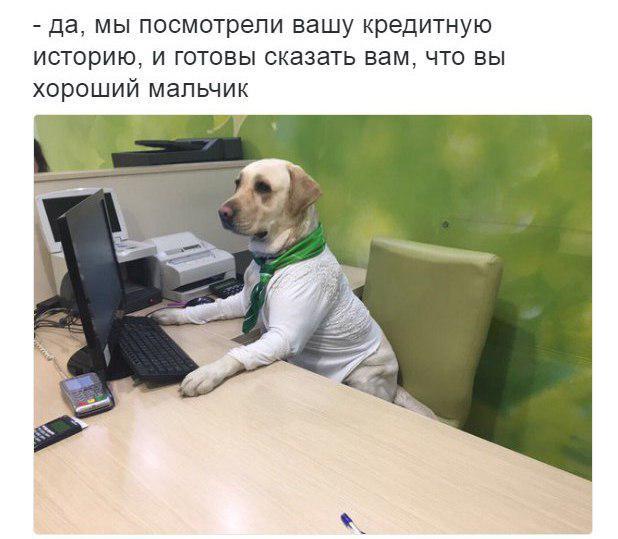 - да, мы посмотрели вашу кредитную
историю, и готовы сказать вам, что вы
хороший мальчик